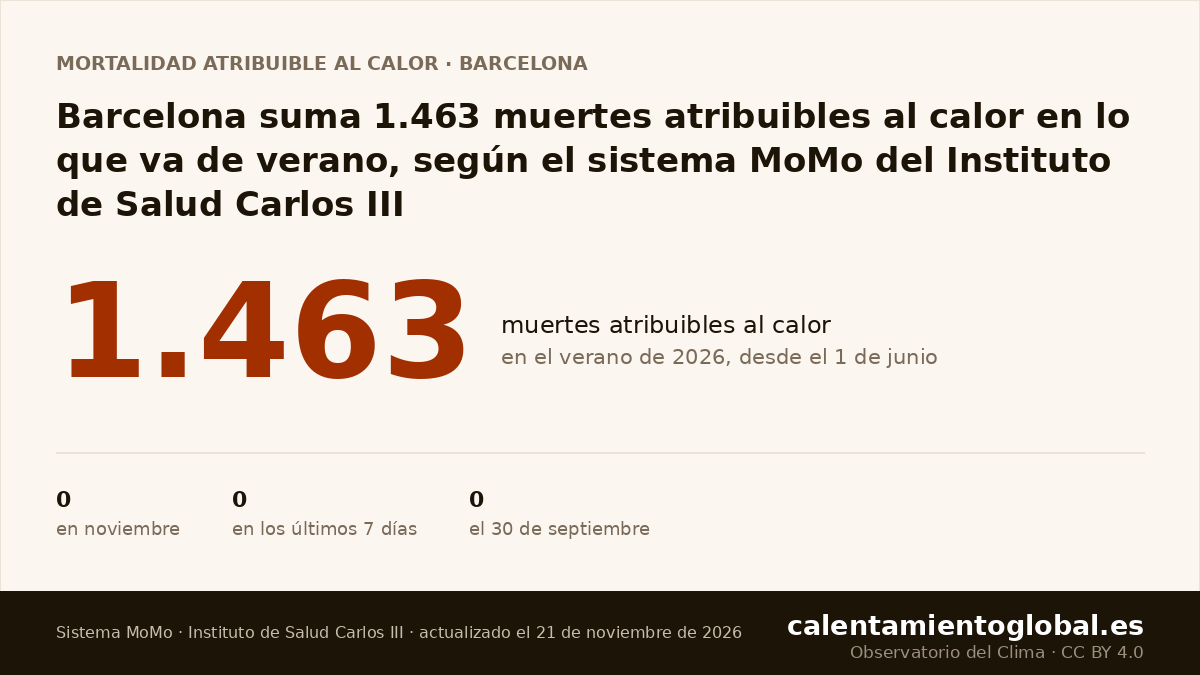 MORTALIDAD ATRIBUIBLE AL CALOR · BARCELONA
Barcelona suma 1.463 muertes atribuibles al calor en lo
que va de verano, según el sistema MoMo del Instituto
de Salud Carlos III
1.463
muertes atribuibles al calor
en el verano de 2026, desde el 1 de junio
0
en noviembre
0
en los últimos 7 días
0
el 30 de septiembre
Sistema MoMo · Instituto de Salud Carlos III · actualizado el 21 de noviembre de 2026
calentamientoglobal.es
Observatorio del Clima · CC BY 4.0